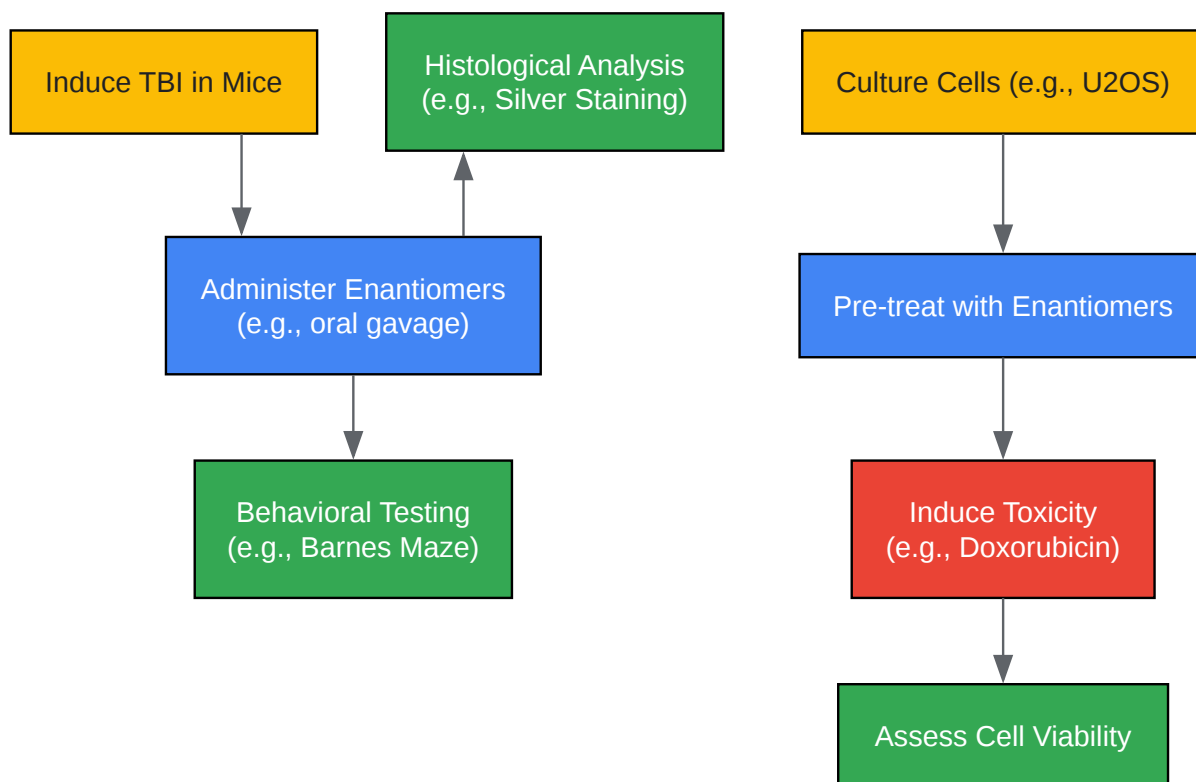 Induce TBI in Mice
Histological Analysis
(e.g., Silver Staining)
Administer Enantiomers
(e.g., oral gavage)
Behavioral Testing
(e.g., Barnes Maze)
Culture Cells (e.g., U2OS)
Pre-treat with Enantiomers
Induce Toxicity
(e.g., Doxorubicin)
Assess Cell Viability